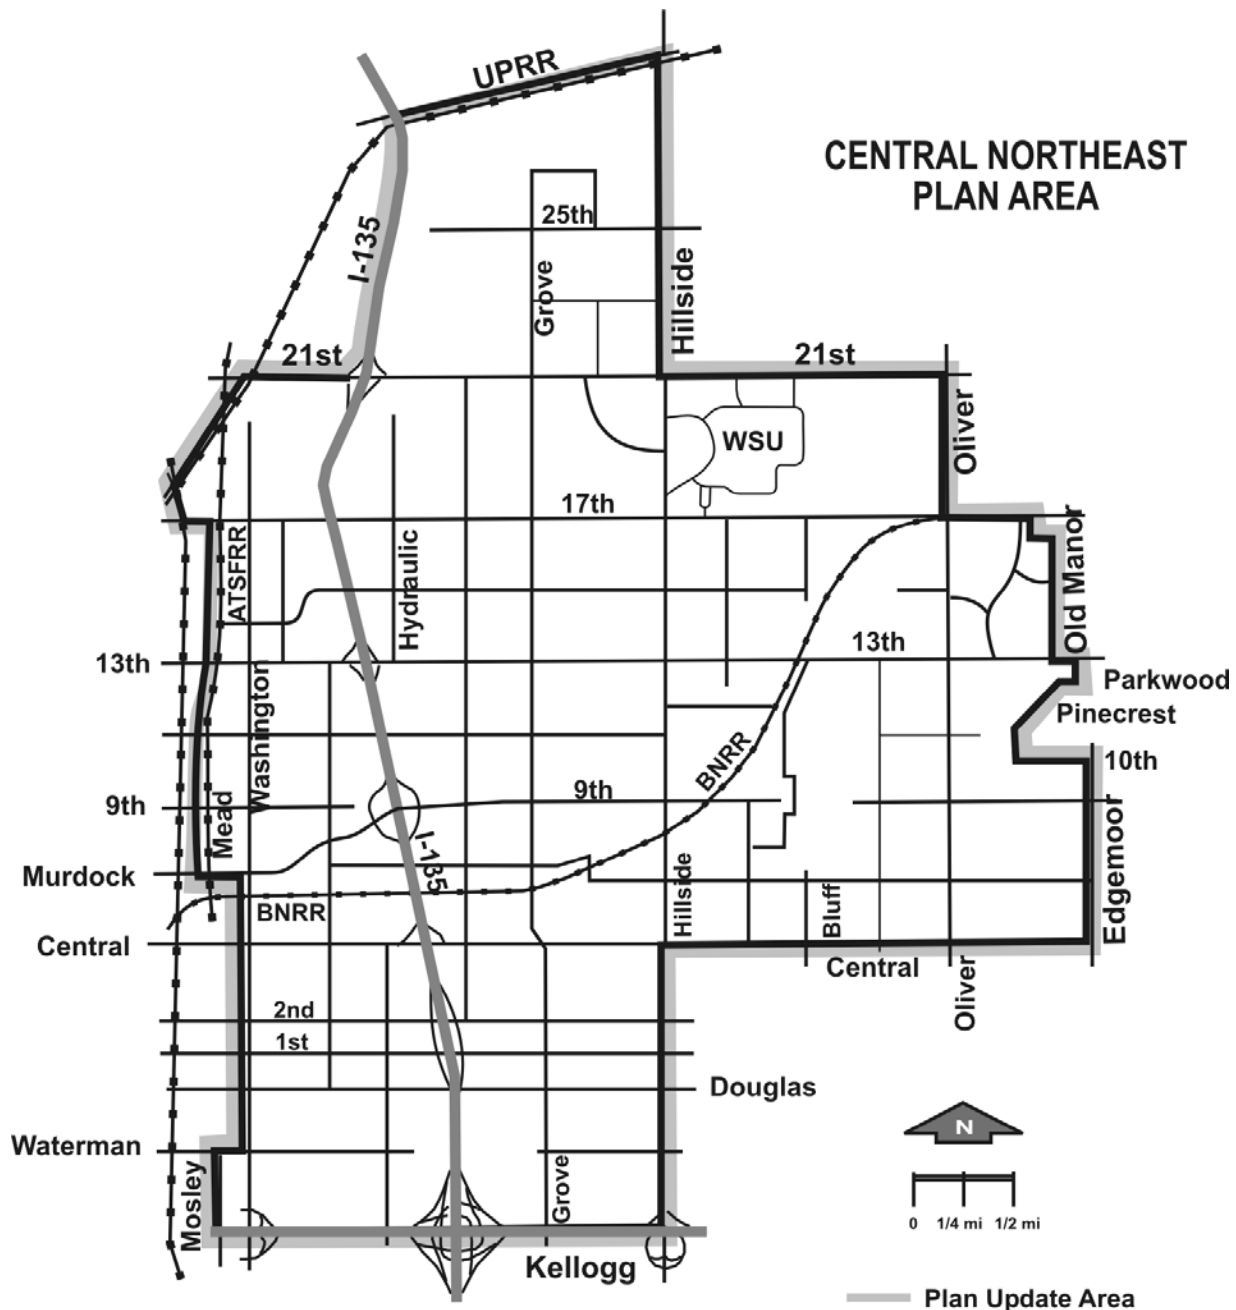 UPRR
CENTRAL NORTHEAST
PLAN AREA
25th
I-135
Grove
Hillside
21st
21st
Oliver
WSU
17th
Old Manor
ATSFRR
Hydraulic
13th
13th
Washington
Parkwood
Pinecrest
BNRR
10th
9th
9th
Mead
I-135
Edgemoor
Murdock
BNRR
Hillside
Bluff
Central
Central
Oliver
2nd
1st
Douglas
N
Waterman
Mosley
Grove
0 1/4 mi 1/2 mi
Kellogg
Plan Update Area